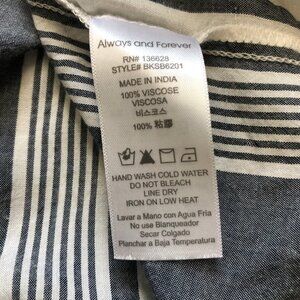 Always and Forever
RN# 136628
STYLE# BKSB6201
MADE IN INDIA
100% VISCOSE
VISCOSA
비스코스
100% 粘膠
HAND WASH COLD WATER
DO NOT BLEACH
LINE DRY
IRON ON LOW HEAT
Lavar a Mano con Agua Fria
No use Blanqueador
Secar Colgado
Planchar a Baja Temperatura